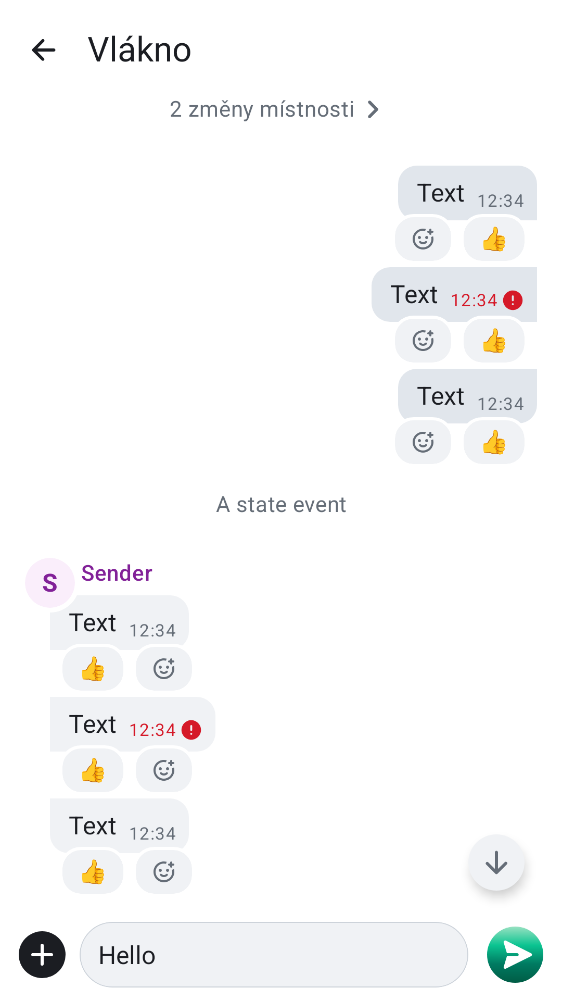 Vlákno
2 změny místnosti
Text 12:34
👍
Text 12:34
👍
Text 12:34
👍
A state event
S Sender
Text 12:34
👍
Text 12:34
👍
Text 12:34
👍
Hello